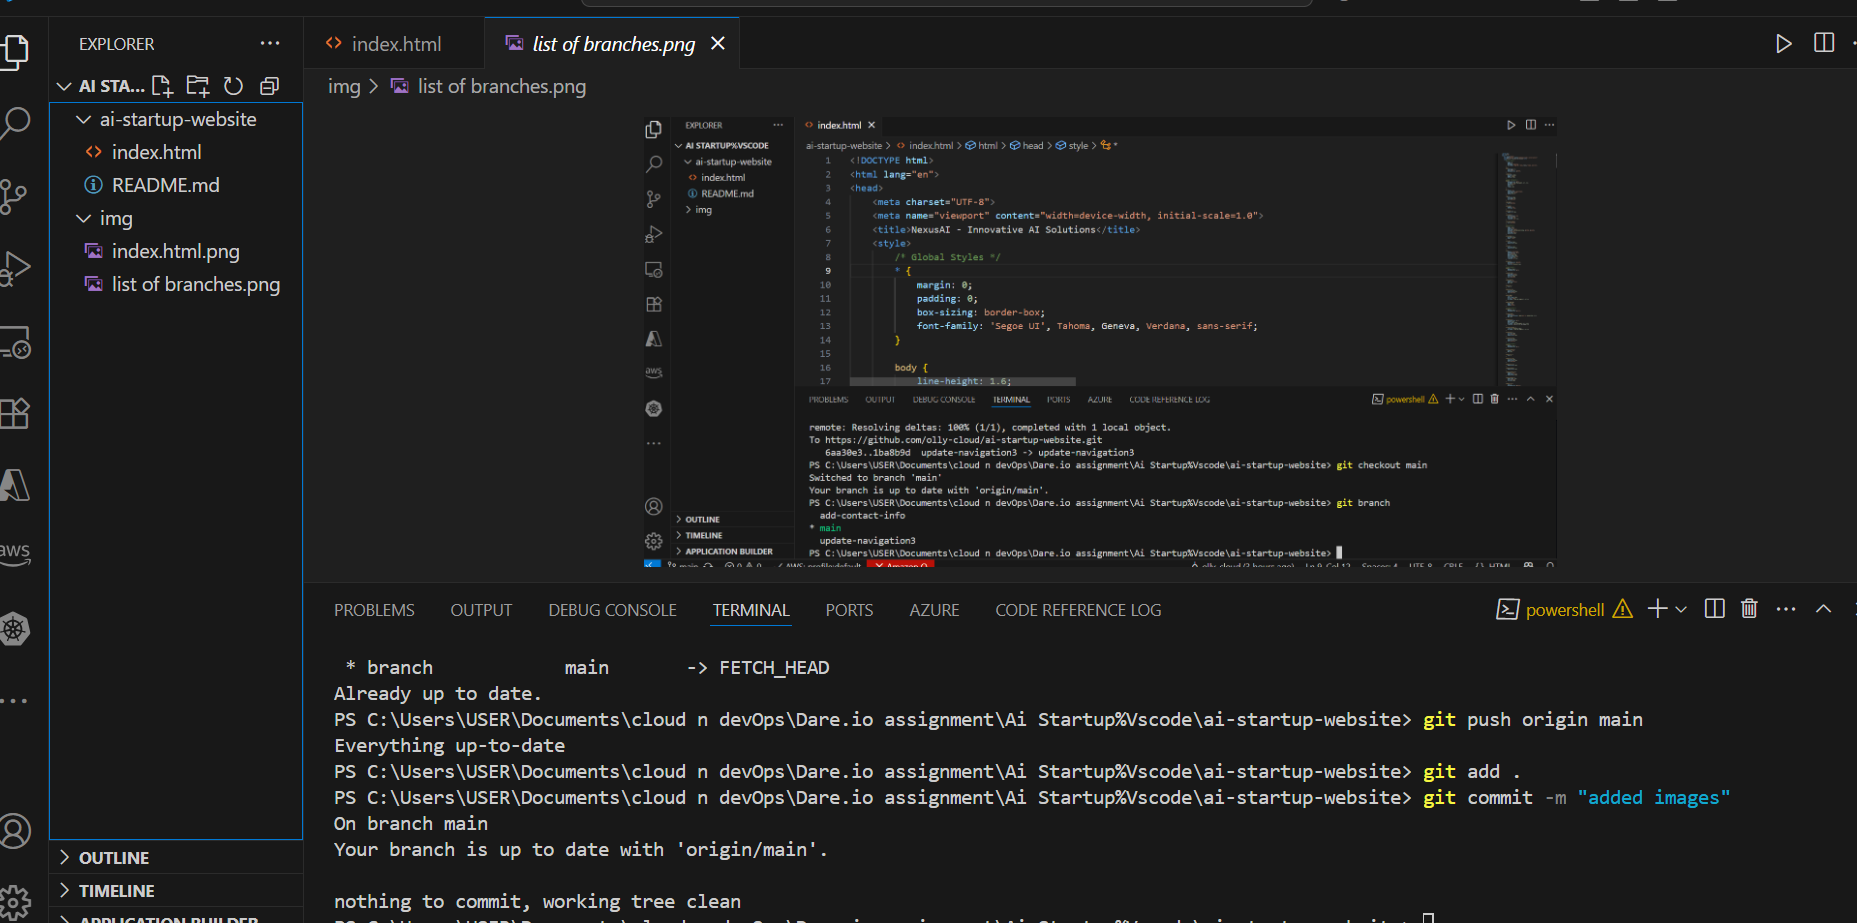 EXPLORER
AI STA...
ai-startup-website
index.html
README.md
img
index.html.png
list of branches.png
OUTLINE
TIMELINE
APPLICATION BUILDER
aws
index.html
list of branches.png
img > list of branches.png
EXPLORER
AI STARTUP%VSCODE
ai-startup-website
index.html
README.md
img
aws
OUTLINE
TIMELINE
APPLICATION BUILDER
index.html
ai-startup-website > index.html > html > head > style > *
1 <!DOCTYPE html>
2 <html lang="en">
3 <head>
4 <meta charset="UTF-8">
5 <meta name="viewport" content="width=device-width, initial-scale=1.0">
6 <title>NexusAI - Innovative AI Solutions</title>
7 <style>
8 /* Global Styles */
9 * {
10 margin: 0;
11 padding: 0;
12 box-sizing: border-box;
13 font-family: 'Segoe UI', Tahoma, Geneva, Verdana, sans-serif;
14 }
15
16 body {
17 line-height: 1.6;
PROBLEMS OUTPUT DEBUG CONSOLE TERMINAL PORTS AZURE CODE REFERENCE LOG powershell
remote: Resolving deltas: 100% (1/1), completed with 1 local object.
To https://github.com/olly-cloud/ai-startup-website.git
6aa30e3..1ba8b9d update-navigation3 -> update-navigation3
PS C:\Users\USER\Documents\cloud n devOps\Dare.io assignment\Ai Startup%Vscode\ai-startup-website> git checkout main
Switched to branch 'main'
Your branch is up to date with 'origin/main'.
PS C:\Users\USER\Documents\cloud n devOps\Dare.io assignment\Ai Startup%Vscode\ai-startup-website> git branch
add-contact-info
* main
update-navigation3
PS C:\Users\USER\Documents\cloud n devOps\Dare.io assignment\Ai Startup%Vscode\ai-startup-website>
PROBLEMS OUTPUT DEBUG CONSOLE TERMINAL PORTS AZURE CODE REFERENCE LOG powershell
* branch main -> FETCH_HEAD
Already up to date.
PS C:\Users\USER\Documents\cloud n devOps\Dare.io assignment\Ai Startup%Vscode\ai-startup-website> git push origin main
Everything up-to-date
PS C:\Users\USER\Documents\cloud n devOps\Dare.io assignment\Ai Startup%Vscode\ai-startup-website> git add .
PS C:\Users\USER\Documents\cloud n devOps\Dare.io assignment\Ai Startup%Vscode\ai-startup-website> git commit -m "added images"
On branch main
Your branch is up to date with 'origin/main'.
nothing to commit, working tree clean